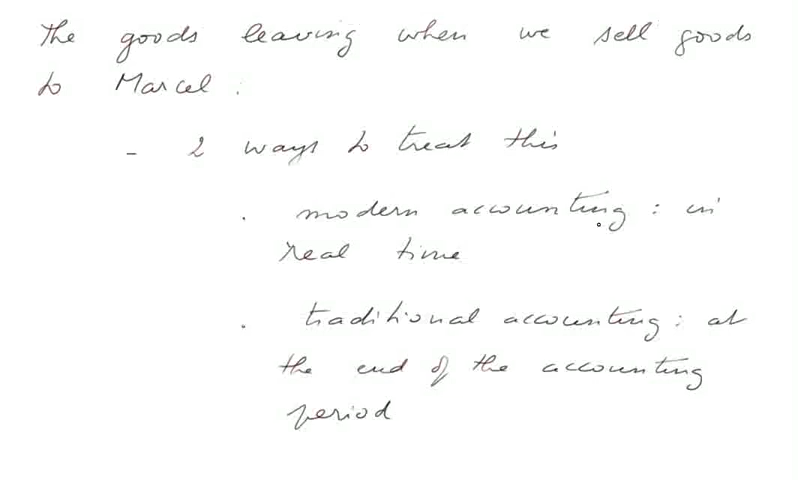 The goods leaving when we sell goods
to Marcel :
- 2 ways to treat this
. modern accounting : in
real time
. traditional accounting : at
the end of the accounting
period